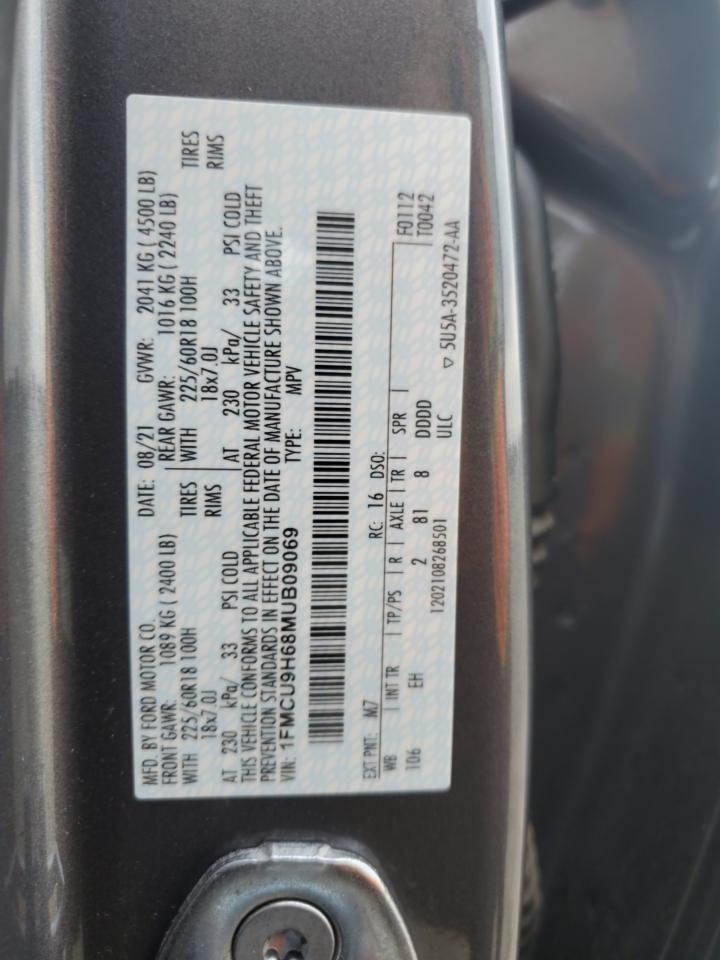 MFD. BY FORD MOTOR CO. DATE: 08/21 GVWR: 2041 KG ( 4500 LB)
FRONT GAWR: 1089 KG ( 2400 LB) REAR GAWR: 1016 KG ( 2240 LB)
WITH 225/60R18 100H TIRES WITH 225/60R18 100H TIRES
18x7.0J RIMS 18x7.0J RIMS
AT 230 kPa/ 33 PSI COLD AT 230 kPa/ 33 PSI COLD
THIS VEHICLE CONFORMS TO ALL APPLICABLE FEDERAL MOTOR VEHICLE SAFETY AND THEFT
PREVENTION STANDARDS IN EFFECT ON THE DATE OF MANUFACTURE SHOWN ABOVE.
VIN: 1FMCU9H68MUB09069 TYPE: MPV
EXT PNT: M7 RC: 16 DSO:
WB INT TR TP/PS R AXLE TR SPR F0112
106 EH 2 81 8 DDDD T0042
ULC
1202108268501 ▽ 5U5A-3520472-AA